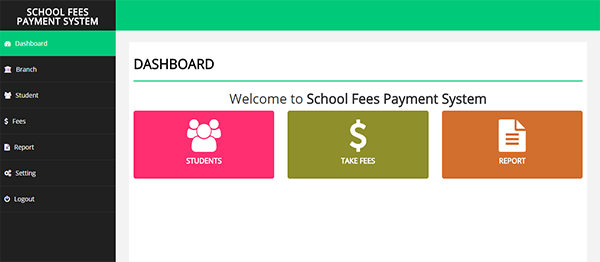 SCHOOL FEES
PAYMENT SYSTEM
Dashboard
Branch
Student
Fees
Report
Setting
Logout
DASHBOARD
Welcome to School Fees Payment System
STUDENTS
TAKE FEES
REPORT